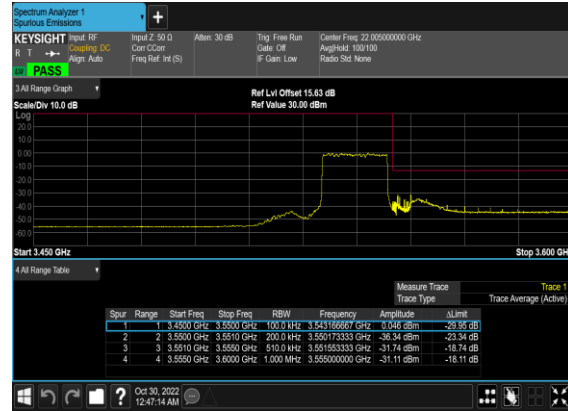 Spectrum Analyzer 1
Spurious Emissions
KEYSIGHT
R T
PASS
Input: RF
Coupling: DC
Align: Auto
Input Z: 50 Ω
Corr CCorr
Freq Ref: Int (S)
Atten: 30 dB
Trig: Free Run
Gate: Off
IF Gain: Low
Center Freq: 22.005000000 GHz
Avg|Hold: 100/100
Radio Std: None
3 All Range Graph
Scale/Div 10.0 dB
Ref Lvl Offset 15.63 dB
Ref Value 30.00 dBm
Log
20.0
10.0
0.00
-10.0
-20.0
-30.0
-40.0
-50.0
-60.0
Start 3.450 GHz
Stop 3.600 GH
4 All Range Table
Measure Trace Trace 1
Trace Type Trace Average (Active)
Spur Range Start Freq Stop Freq RBW Frequency Amplitude ΔLimit
1 1 3.4500 GHz 3.5500 GHz 100.0 kHz 3.543166667 GHz 0.046 dBm -29.95 dB
2 2 3.5500 GHz 3.5510 GHz 200.0 kHz 3.550173333 GHz -36.34 dBm -23.34 dB
3 3 3.5510 GHz 3.5550 GHz 510.0 kHz 3.551553333 GHz -31.74 dBm -18.74 dB
4 4 3.5550 GHz 3.6000 GHz 1.000 MHz 3.555000000 GHz -31.11 dBm -18.11 dB
Oct 30, 2022
12:47:14 AM